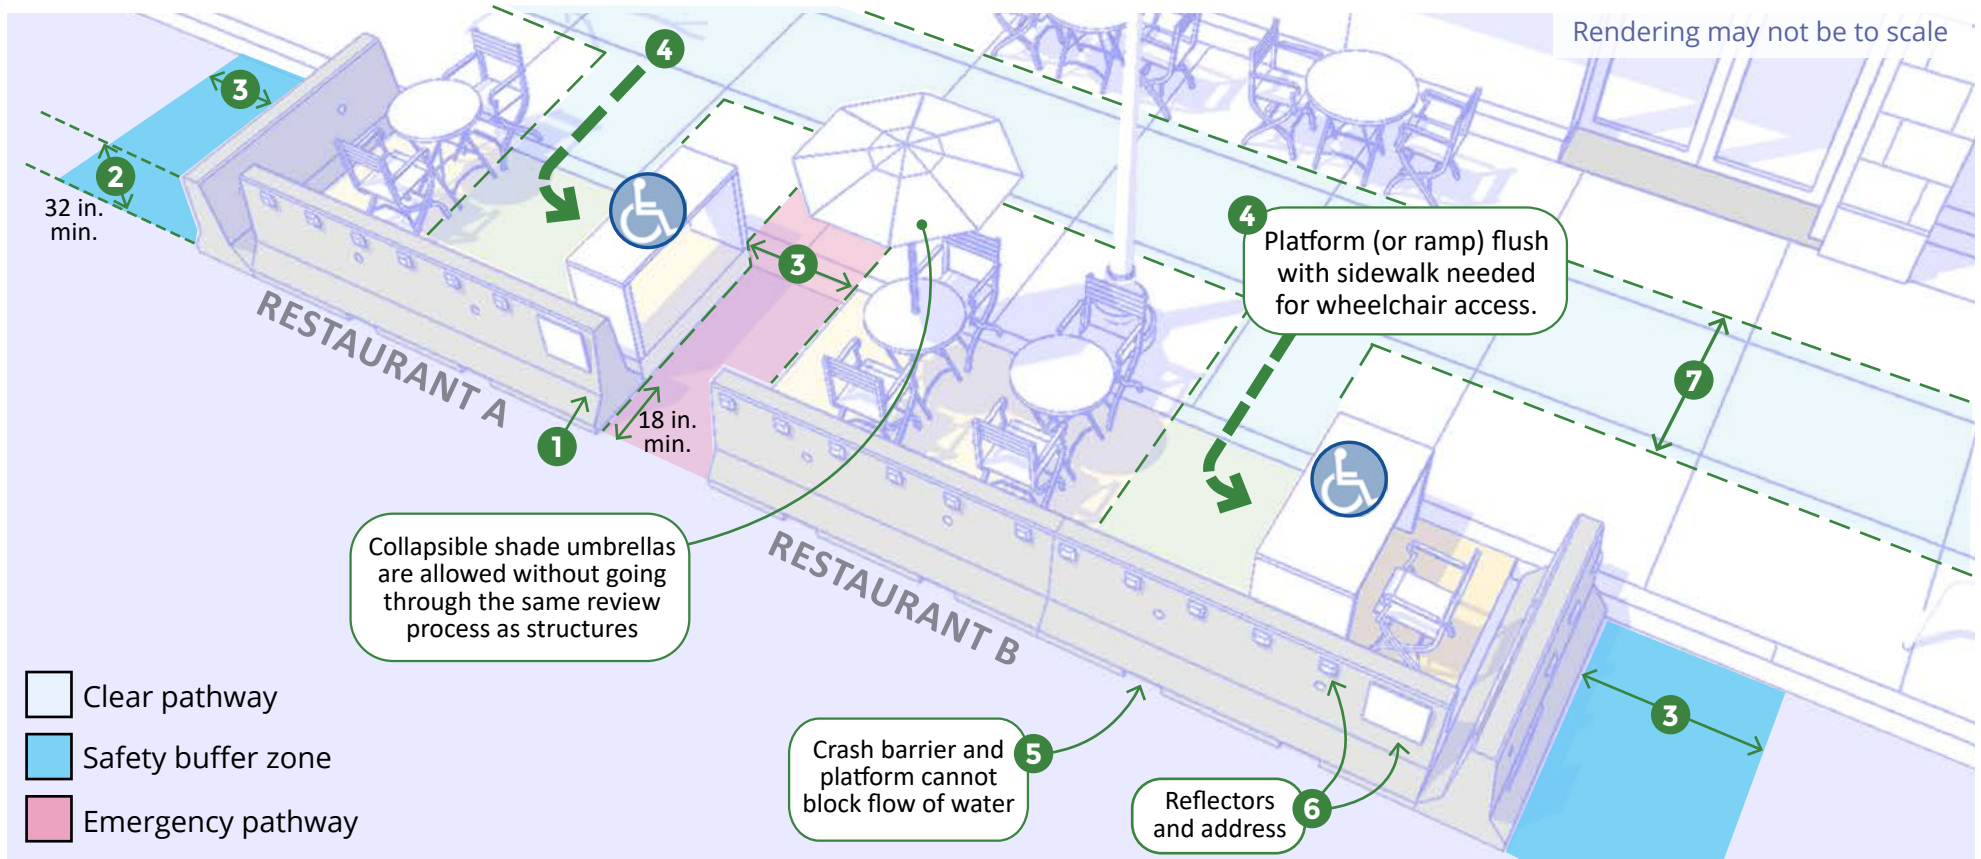 Rendering may not be to scale
4
3
2
32 in.
min.
3
4
Platform (or ramp) flush
with sidewalk needed
for wheelchair access.
7
RESTAURANT A
1
18 in.
min.
Collapsible shade umbrellas
are allowed without going
through the same review
process as structures
RESTAURANT B
3
Crash barrier and
platform cannot
block flow of water
5
Reflectors
and address
6
Clear pathway
Safety buffer zone
Emergency pathway